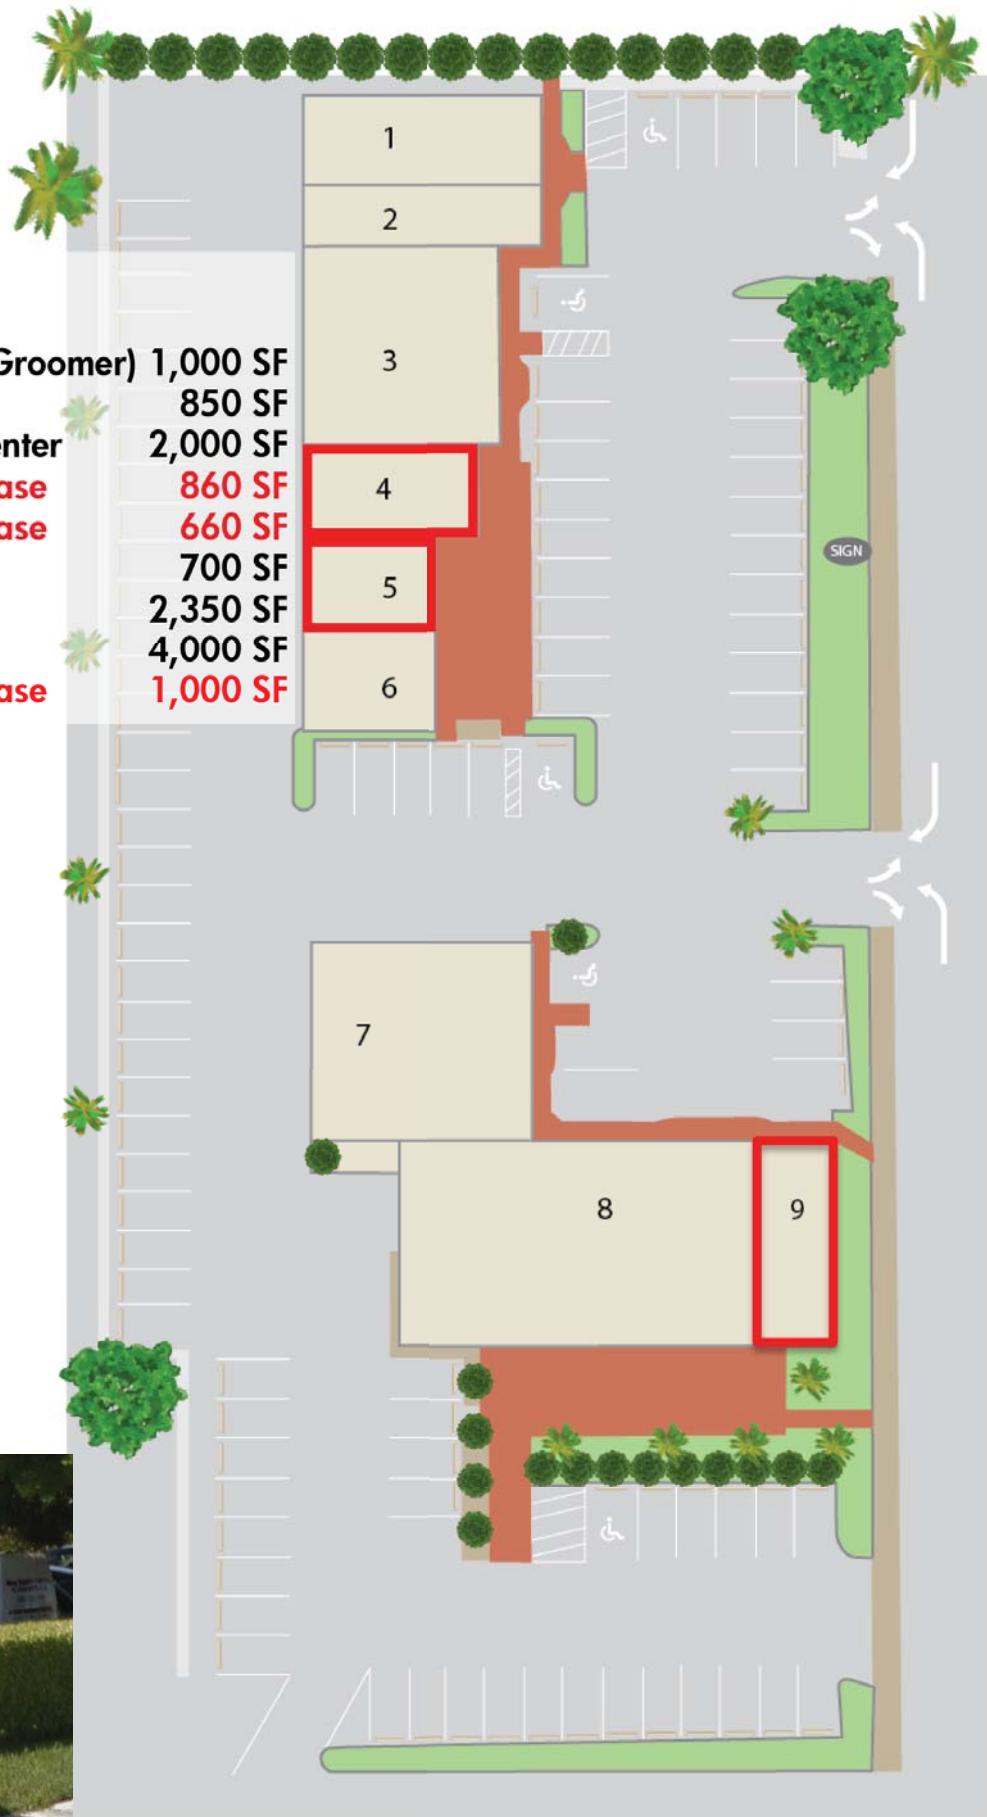 1
2
Groomer) 1,000 SF
850 SF
enter 2,000 SF
ase 860 SF
ase 660 SF
700 SF
2,350 SF
4,000 SF
ase 1,000 SF
3
4
5
6
SIGN
7
8
9